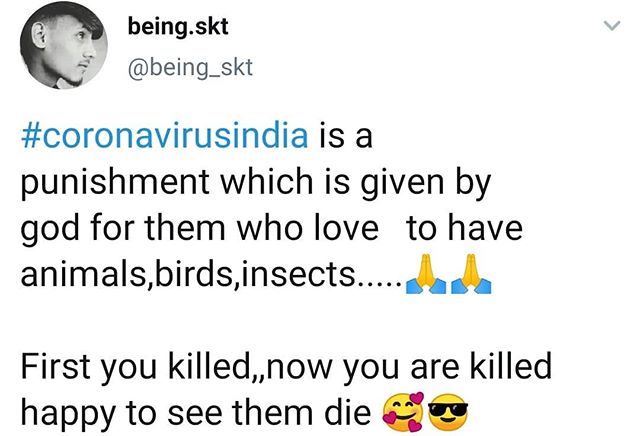 being.skt
@being_skt
#coronavirusindia is a
punishment which is given by
god for them who love   to have
animals,birds,insects.....🙏🙏
First you killed,,now you are killed
happy to see them die 🥰😎